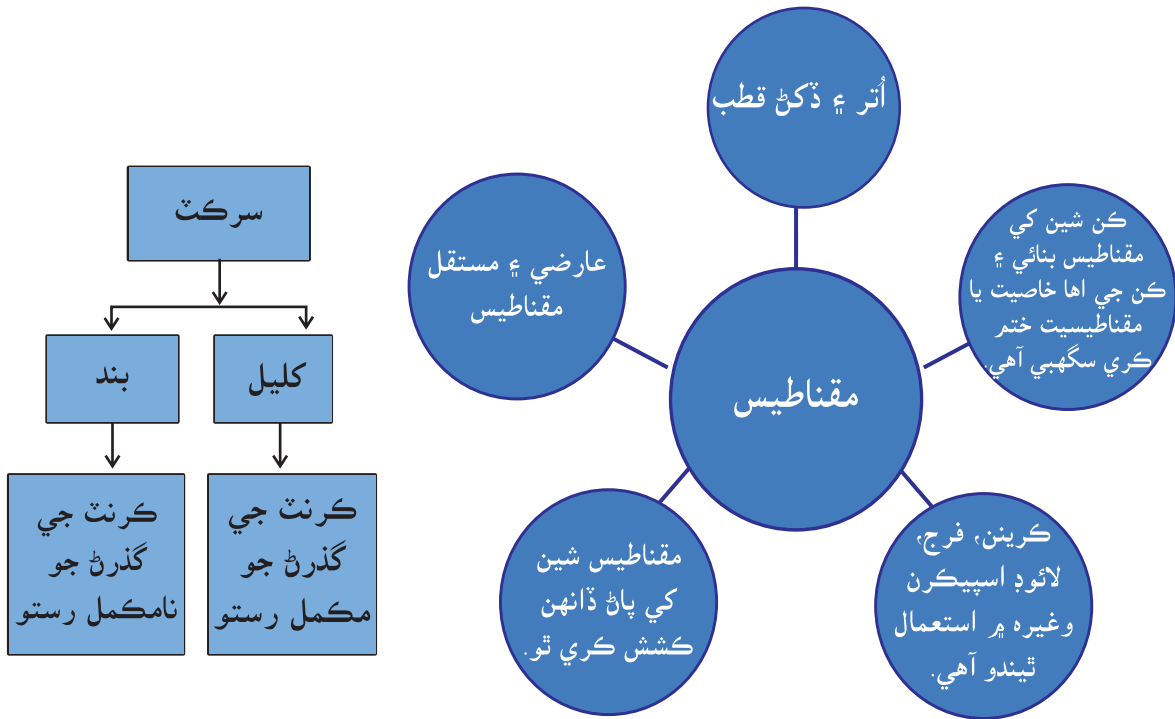 سرڪٽ
کليل
بند
ڪرنٽ جي
گذرڻ جو
مڪمل رستو
ڪرنٽ جي
گذرڻ جو
نامڪمل رستو
مقناطيس
اُتر ۽ ڏکڻ قطب
ڪن شين کي
مقناطيس بنائي ۽
ڪن جي اها خاصيت يا
مقناطيسيت ختم
ڪري سگهبي آهي.
ڪرينن، فرج،
لائوڊ اسپيڪرن
وغيره ۾ استعمال
ٿيندو آهي.
مقناطيس شين
کي پاڻ ڏانهن
ڪشش ڪري ٿو.
عارضي ۽ مستقل
مقناطيس